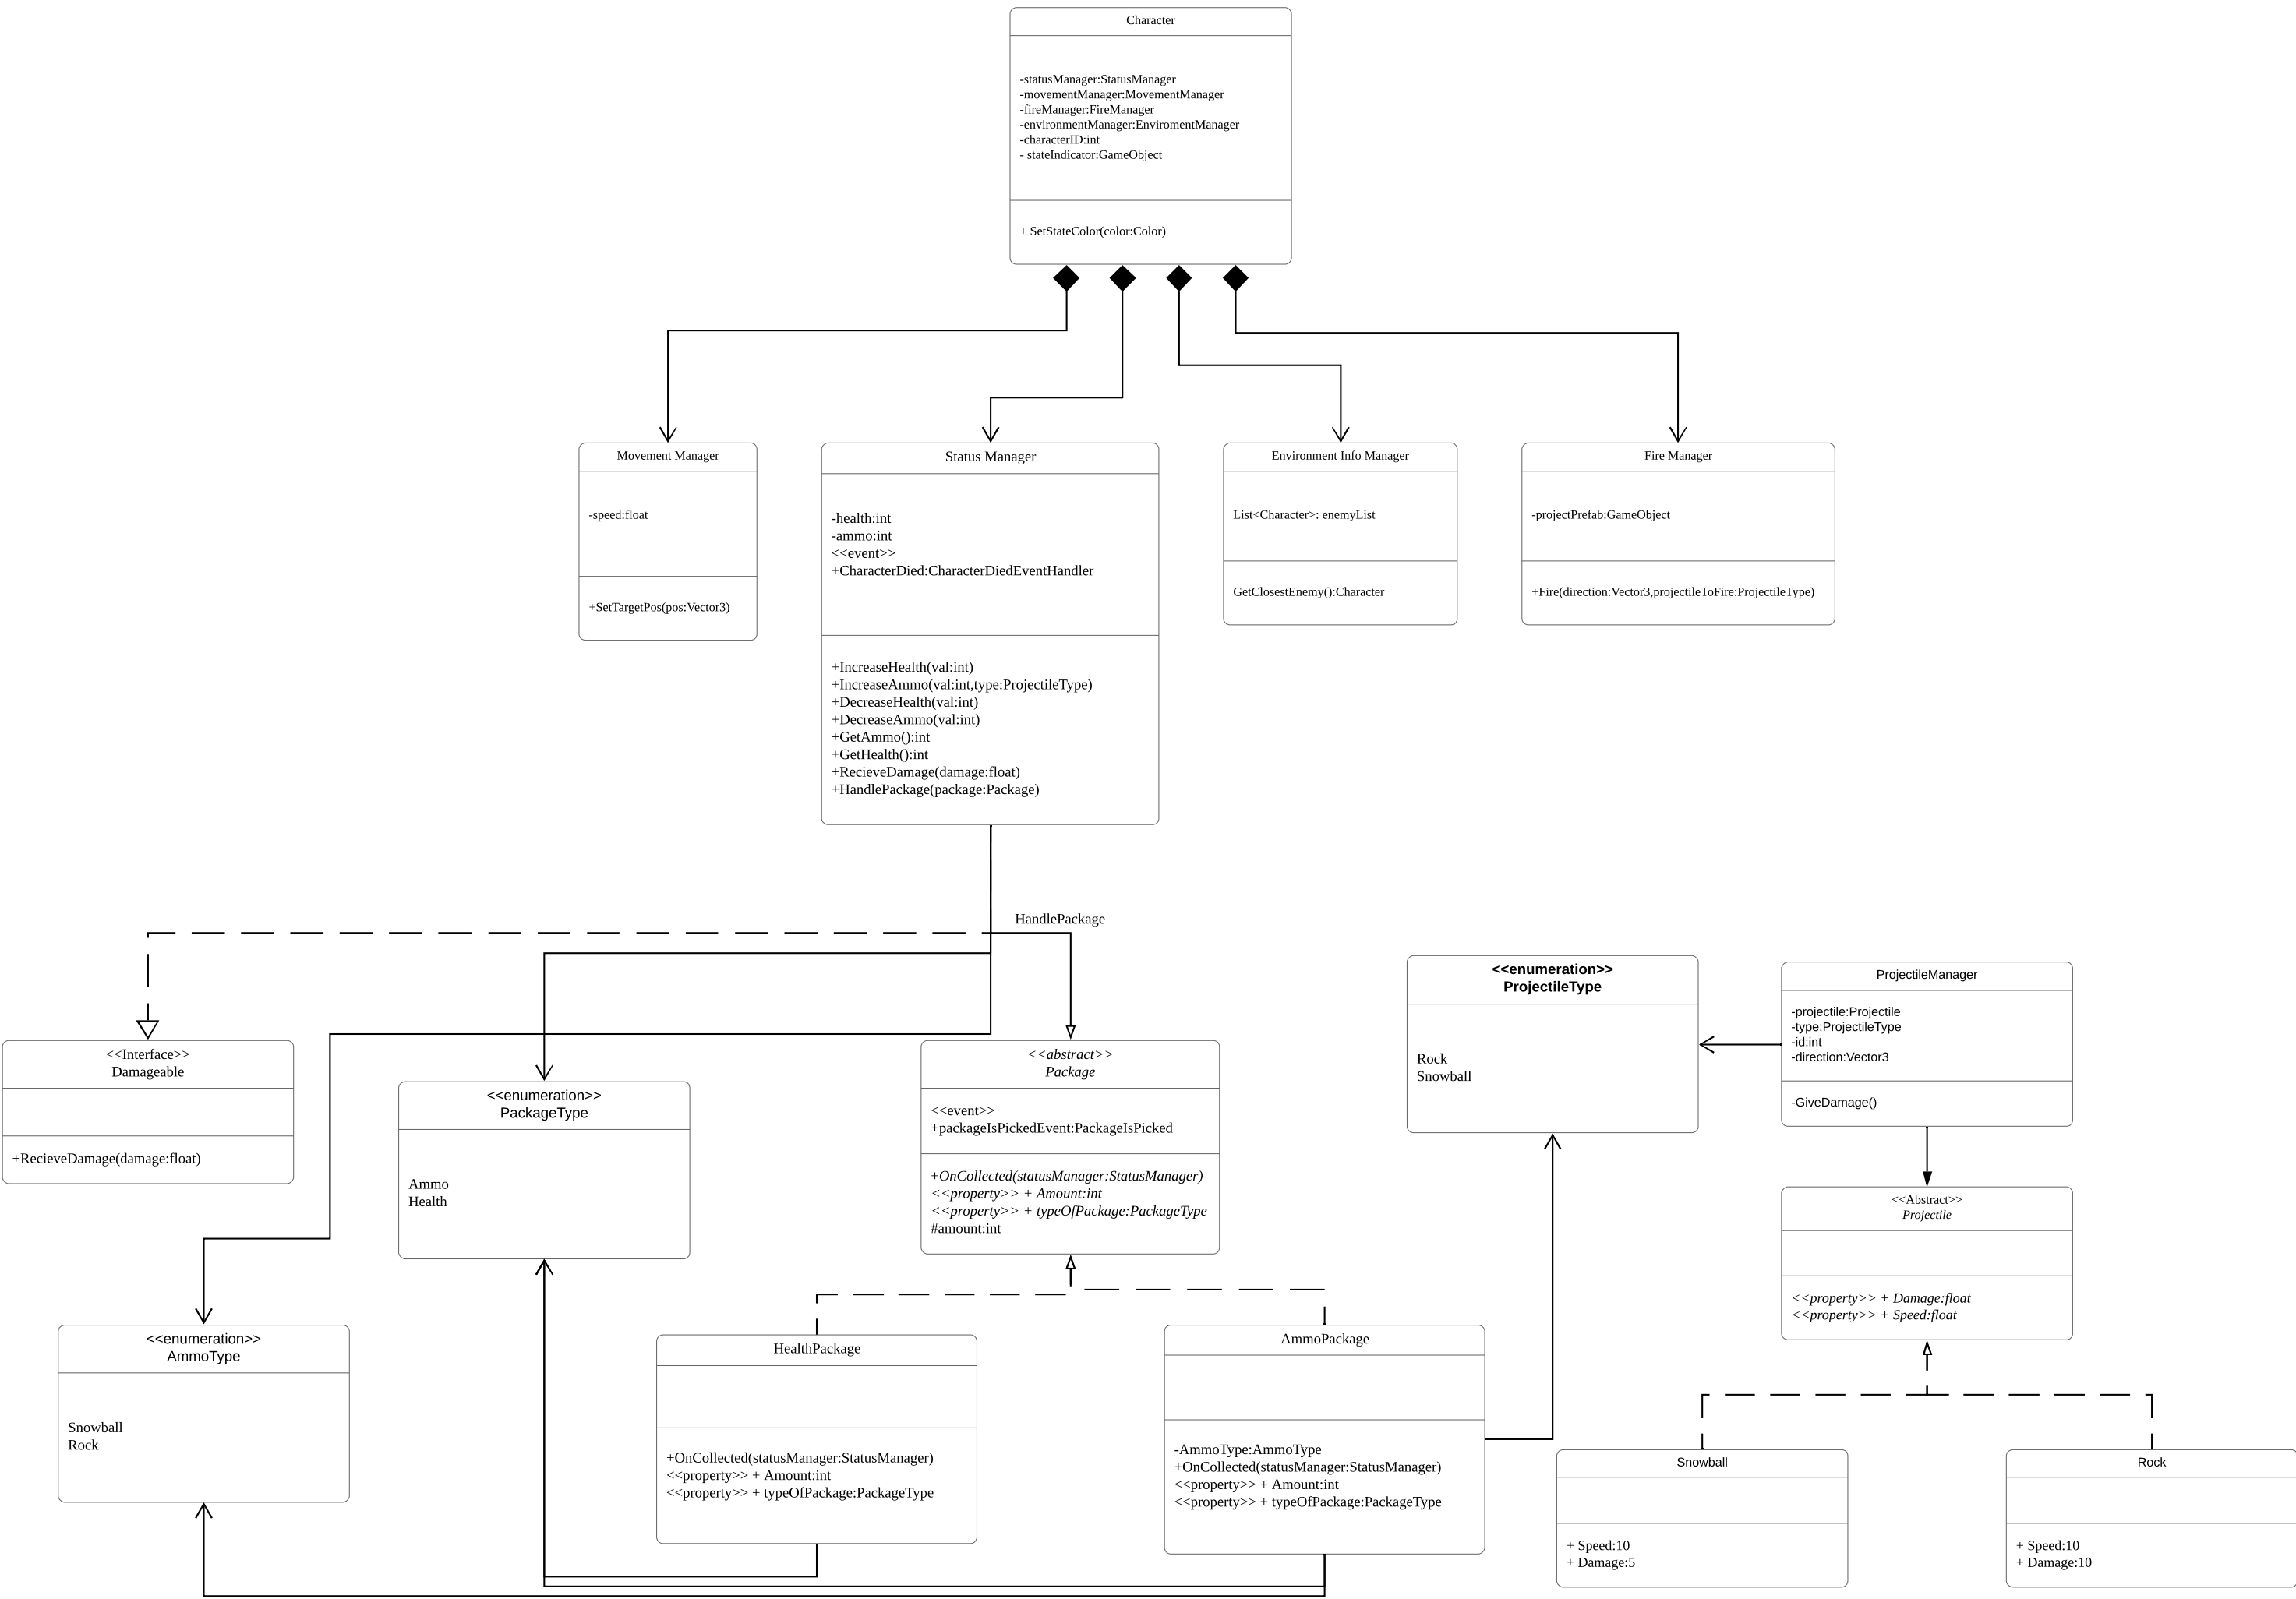 Character
-statusManager:StatusManager
-movementManager:MovementManager
-fireManager:FireManager
-environmentManager:EnviromentManager
-characterID:int
- stateIndicator:GameObject
+ SetStateColor(color:Color)
Movement Manager
-speed:float
+SetTargetPos(pos:Vector3)
Status Manager
-health:int
-ammo:int
<<event>>
+CharacterDied:CharacterDiedEventHandler
+IncreaseHealth(val:int)
+IncreaseAmmo(val:int,type:ProjectileType)
+DecreaseHealth(val:int)
+DecreaseAmmo(val:int)
+GetAmmo():int
+GetHealth():int
+RecieveDamage(damage:float)
+HandlePackage(package:Package)
Environment Info Manager
List<Character>: enemyList
GetClosestEnemy():Character
Fire Manager
-projectPrefab:GameObject
+Fire(direction:Vector3,projectileToFire:ProjectileType)
HandlePackage
<<Interface>>
Damageable
+RecieveDamage(damage:float)
<<enumeration>>
PackageType
Ammo
Health
<<abstract>>
Package
<<event>>
+packageIsPickedEvent:PackageIsPicked
+OnCollected(statusManager:StatusManager)
<<property>> + Amount:int
<<property>> + typeOfPackage:PackageType
#amount:int
<<enumeration>>
ProjectileType
Rock
Snowball
ProjectileManager
-projectile:Projectile
-type:ProjectileType
-id:int
-direction:Vector3
-GiveDamage()
<<Abstract>>
Projectile
<<property>> + Damage:float
<<property>> + Speed:float
<<enumeration>>
AmmoType
Snowball
Rock
HealthPackage
+OnCollected(statusManager:StatusManager)
<<property>> + Amount:int
<<property>> + typeOfPackage:PackageType
AmmoPackage
-AmmoType:AmmoType
+OnCollected(statusManager:StatusManager)
<<property>> + Amount:int
<<property>> + typeOfPackage:PackageType
Snowball
+ Speed:10
+ Damage:5
Rock
+ Speed:10
+ Damage:10